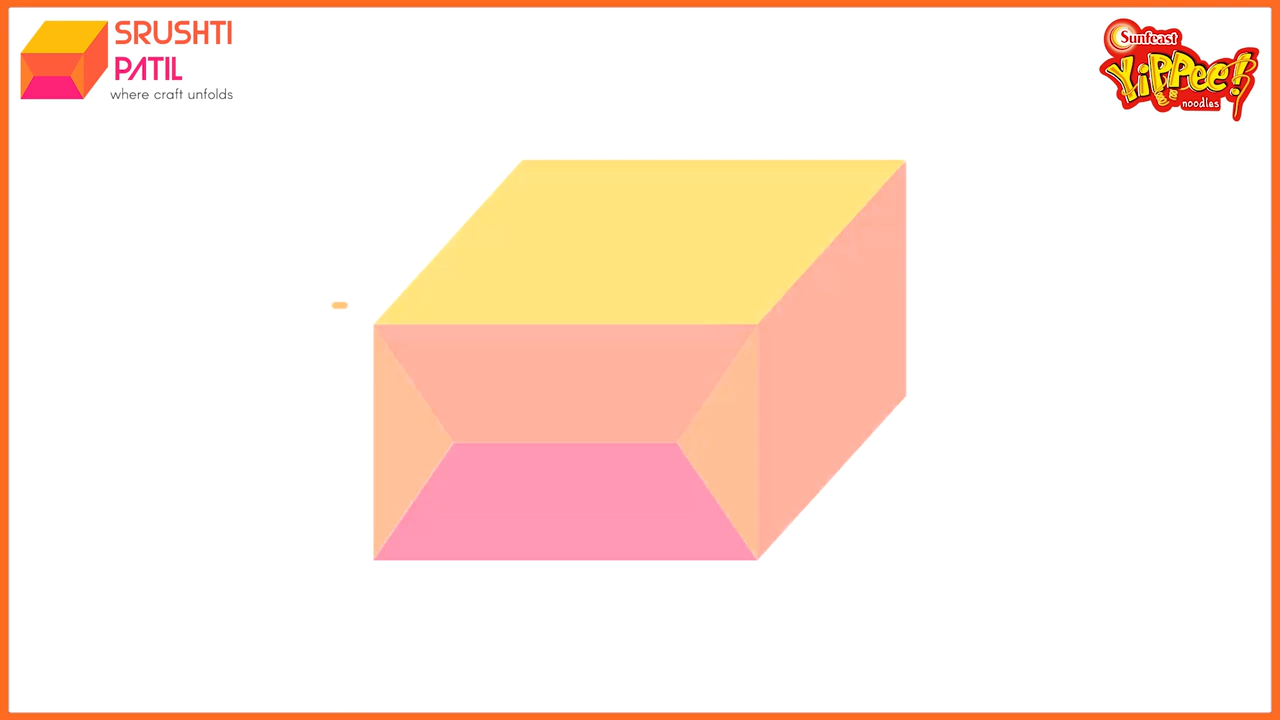 SRUSHTI
PATIL
where craft unfolds
Sunfeast
YiPPee!
noodles